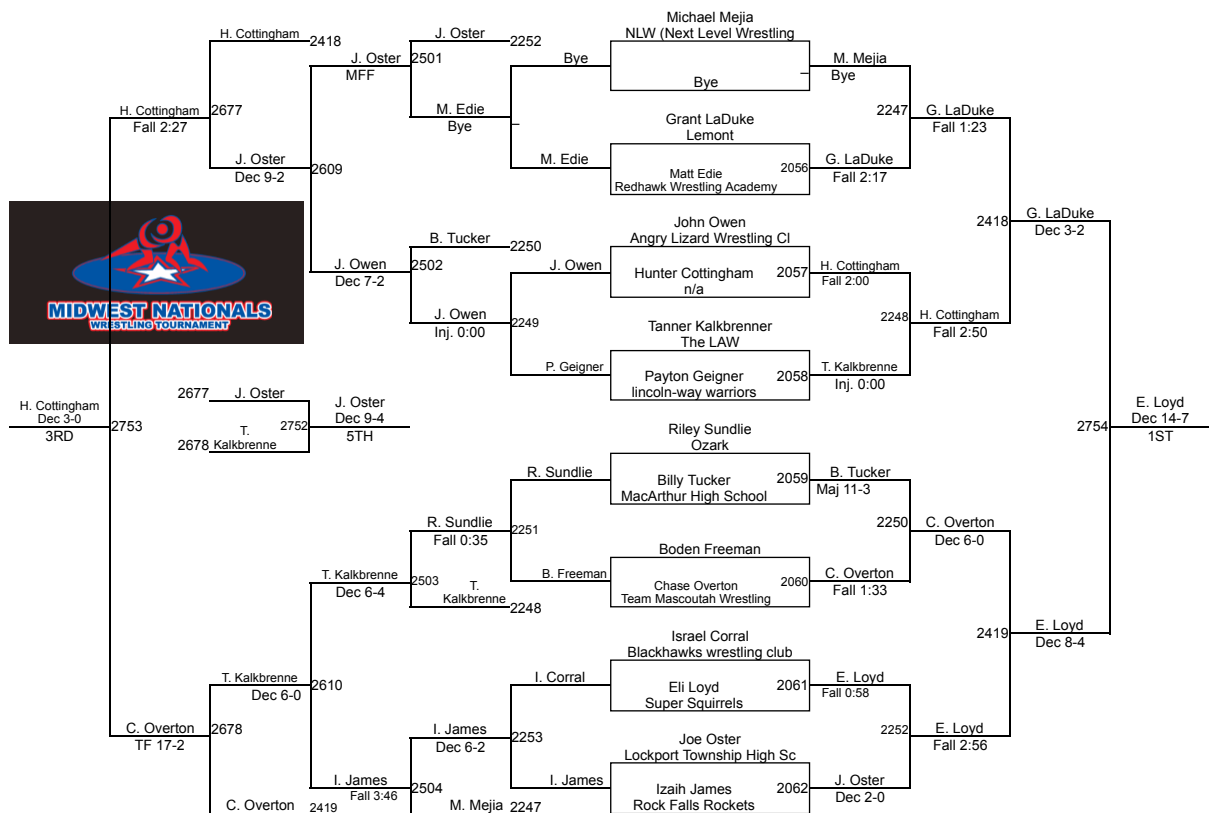 Michael Mejia
NLW (Next Level Wrestling
H. Cottingham
2418
J. Oster
2252
J. Oster
2501
MFF
Bye
Bye
M. Mejia
Bye
H. Cottingham
2677
Fall 2:27
M. Edie
Bye
2247
G. LaDuke
Fall 1:23
Grant LaDuke
Lemont
J. Oster
2609
Dec 9-2
M. Edie
Matt Edie
2056
Redhawk Wrestling Academy
G. LaDuke
Fall 2:17
2418
G. LaDuke
Dec 3-2
John Owen
Angry Lizard Wrestling Cl
B. Tucker
2250
J. Owen
2502
Dec 7-2
J. Owen
Hunter Cottingham
2057
n/a
H. Cottingham
Fall 2:00
MIDWEST NATIONALS
WRESTLING TOURNAMENT
J. Owen
2249
Inj. 0:00
2248
H. Cottingham
Fall 2:50
Tanner Kalkbrenner
The LAW
P. Geigner
Payton Geigner
2058
lincoln-way warriors
T. Kalkbrenne
Inj. 0:00
2677
J. Oster
J. Oster
H. Cottingham
Dec 3-0
2753
3RD
2752
Dec 9-4
5TH
T.
2678
Kalkbrenne
E. Loyd
2754
Dec 14-7
1ST
Riley Sundlie
Ozark
R. Sundlie
Billy Tucker
2059
MacArthur High School
B. Tucker
Maj 11-3
R. Sundlie
2251
Fall 0:35
2250
C. Overton
Dec 6-0
Boden Freeman
B. Freeman
Chase Overton
2060
Team Mascoutah Wrestling
C. Overton
Fall 1:33
T. Kalkbrenne
2503
Dec 6-4
T.
Kalkbrenne
2248
2419
E. Loyd
Dec 8-4
Israel Corral
Blackhawks wrestling club
T. Kalkbrenne
2610
Dec 6-0
I. Corral
Eli Loyd
2061
Super Squirrels
E. Loyd
Fall 0:58
C. Overton
2678
TF 17-2
I. James
2253
Dec 6-2
2252
E. Loyd
Fall 2:56
Joe Oster
Lockport Township High Sc
I. James
2504
Fall 3:46
I. James
Izaih James
2062
Rock Falls Rockets
J. Oster
Dec 2-0
C. Overton
2419
M. Mejia
2247